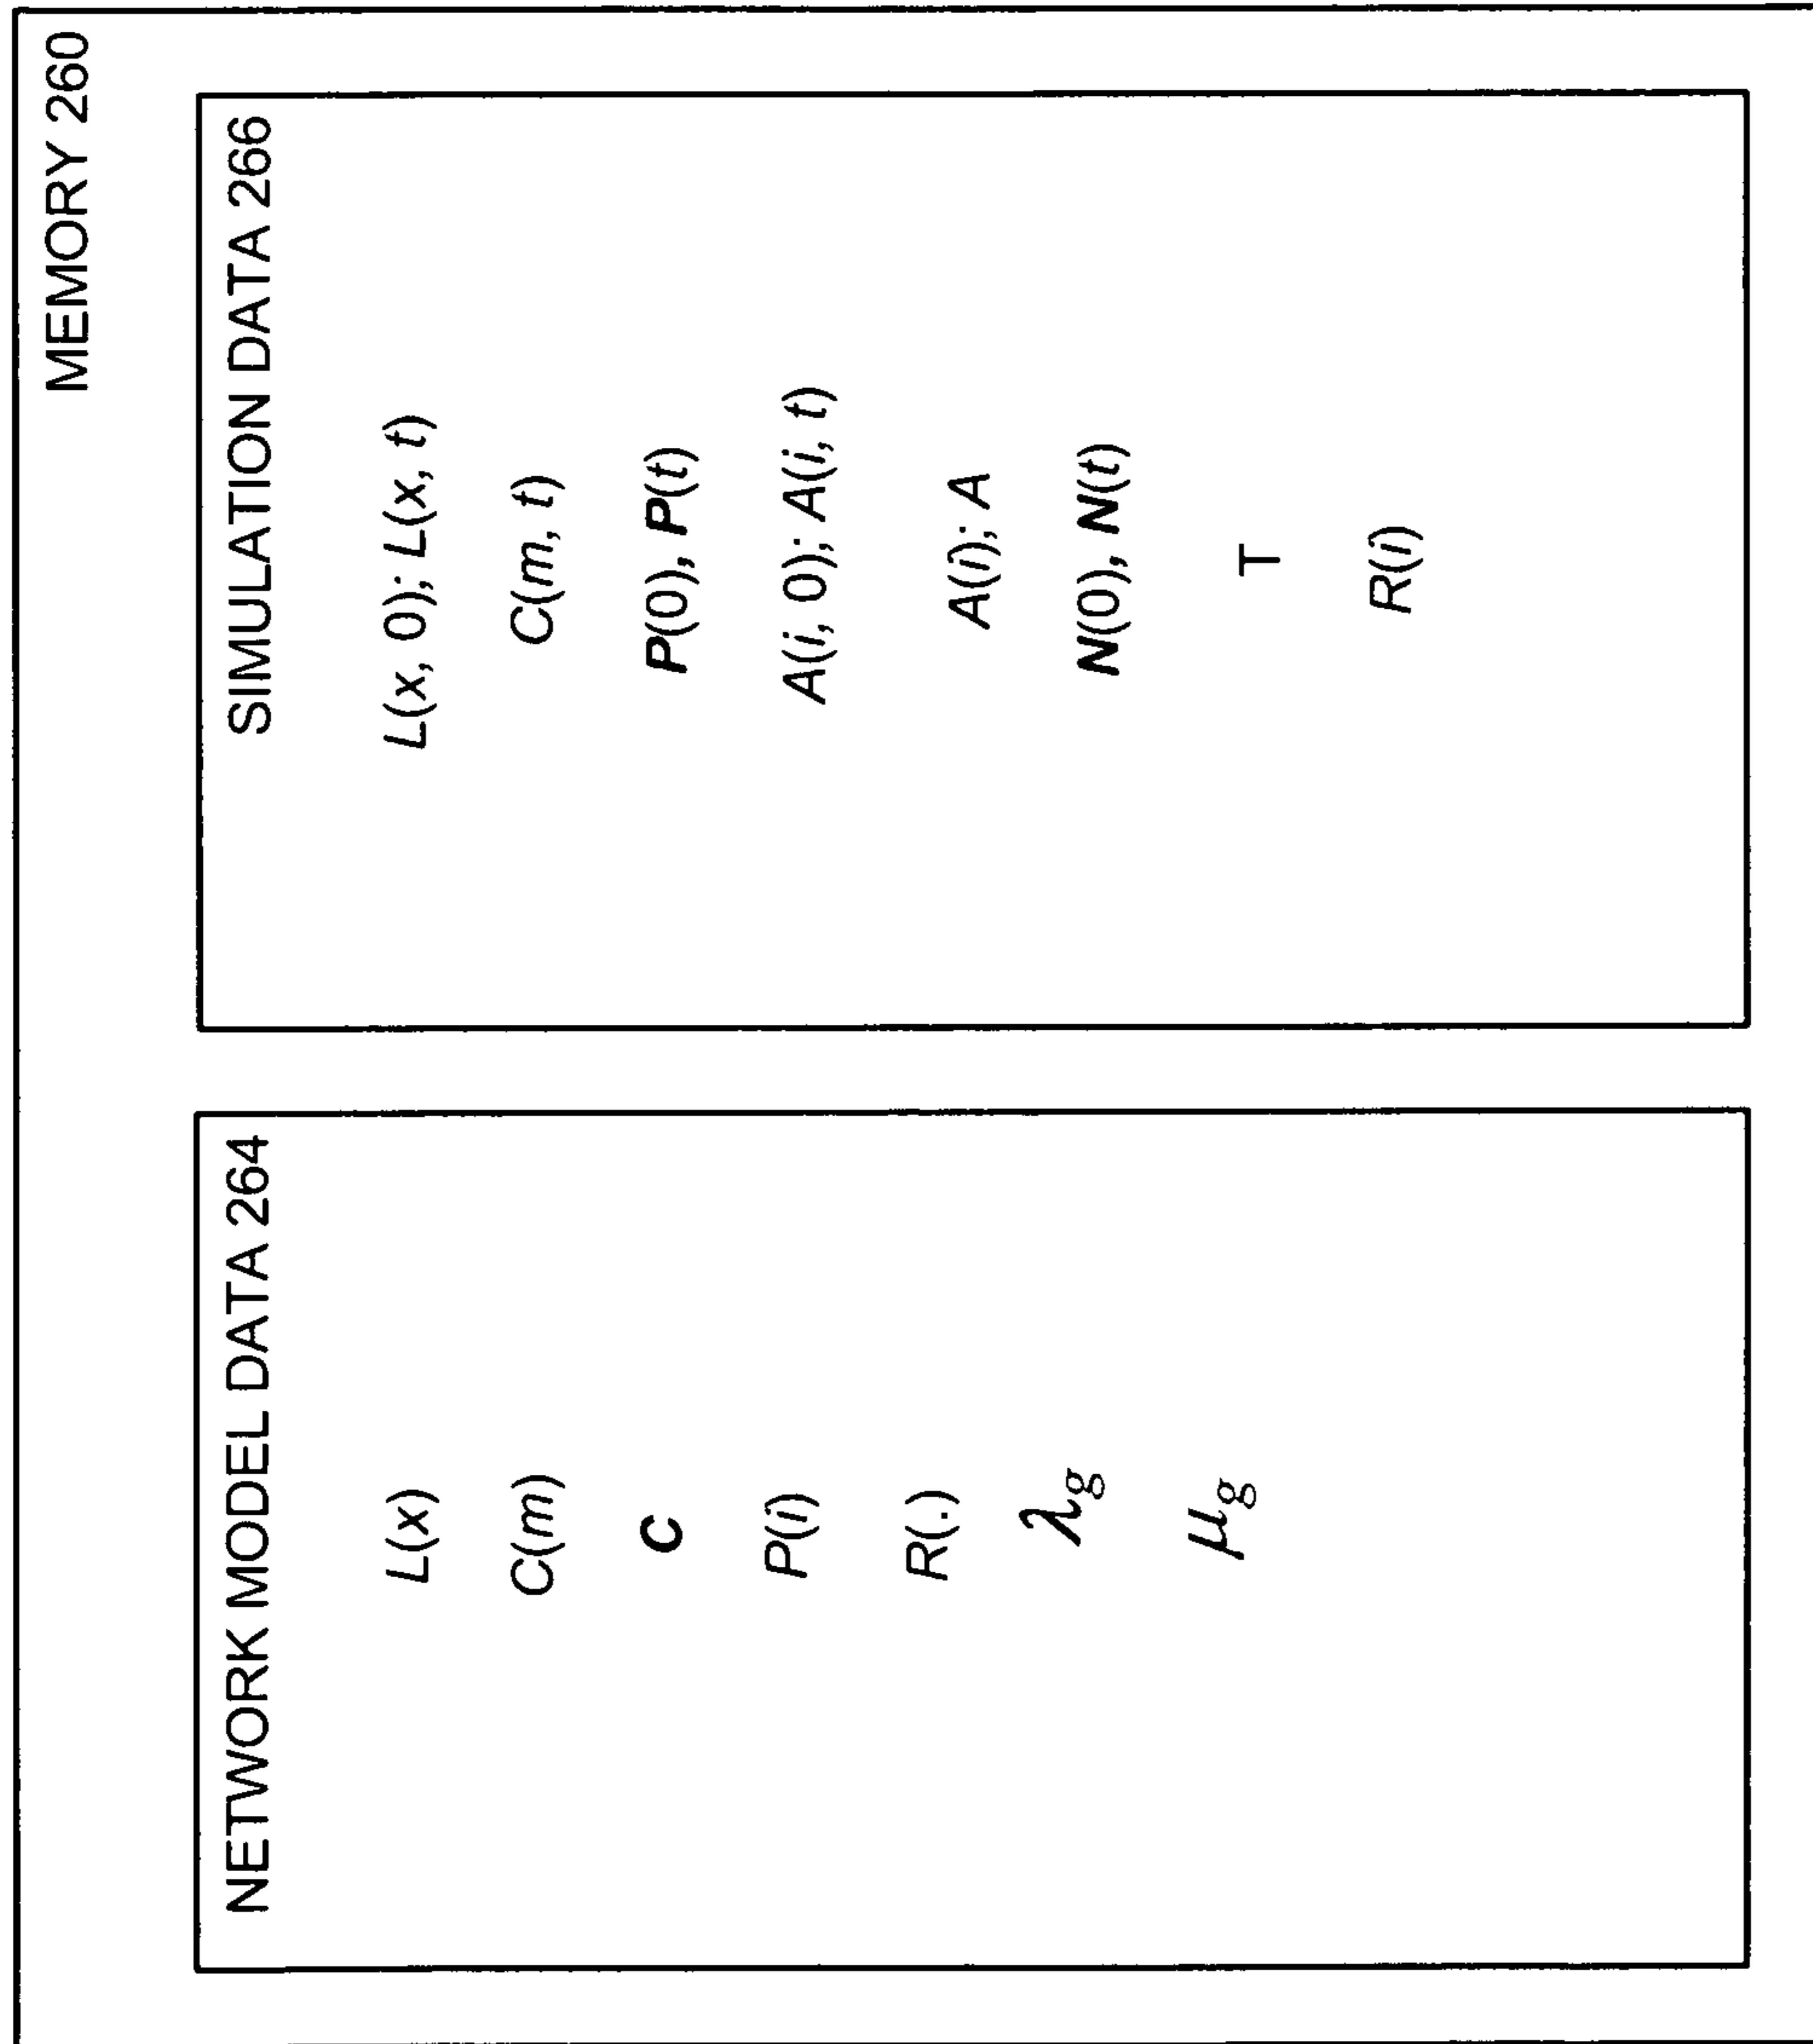 MEMORY 260
NETWORK MODEL DATA 264
L(x)
C(m)
C
P(i)
R(.)
λg
μg
SIMULATION DATA 266
L(x, 0); L(x, t)
C(m, t)
P(0), P(t)
A(i, 0); A(i, t)
A(i); A
N(0), N(t)
T
R(i)